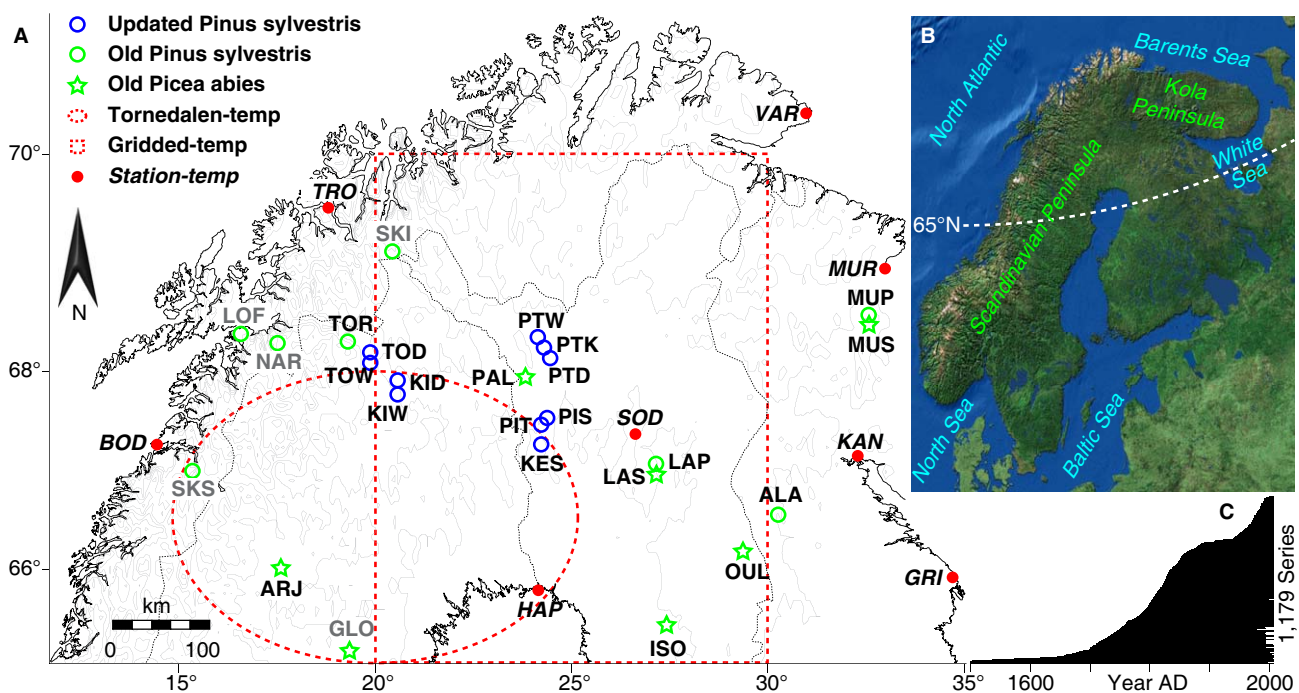 A
Updated Pinus sylvestris
Old Pinus sylvestris
Old Picea abies
Tornedalen-temp
Gridded-temp
Station-temp
70°
68°
66°
N
km
0 100
15° 20° 25° 30° 35°
VAR
TRO
SKI
MUR
MUP
MUS
LOF
NAR
TOR
TOD
TOW
KID
KIW
PTW
PTK
PTD
PAL
PIS
PIT
KES
SOD
LAP
LAS
BOD
SKS
KAN
ALA
OUL
ARJ
GLO
HAP
ISO
GRI
B
North Atlantic
Barents Sea
Kola
Peninsula
White
Sea
65°N
Scandinavian Peninsula
North Sea
Baltic Sea
C
1,179 Series
1600 Year AD 2000